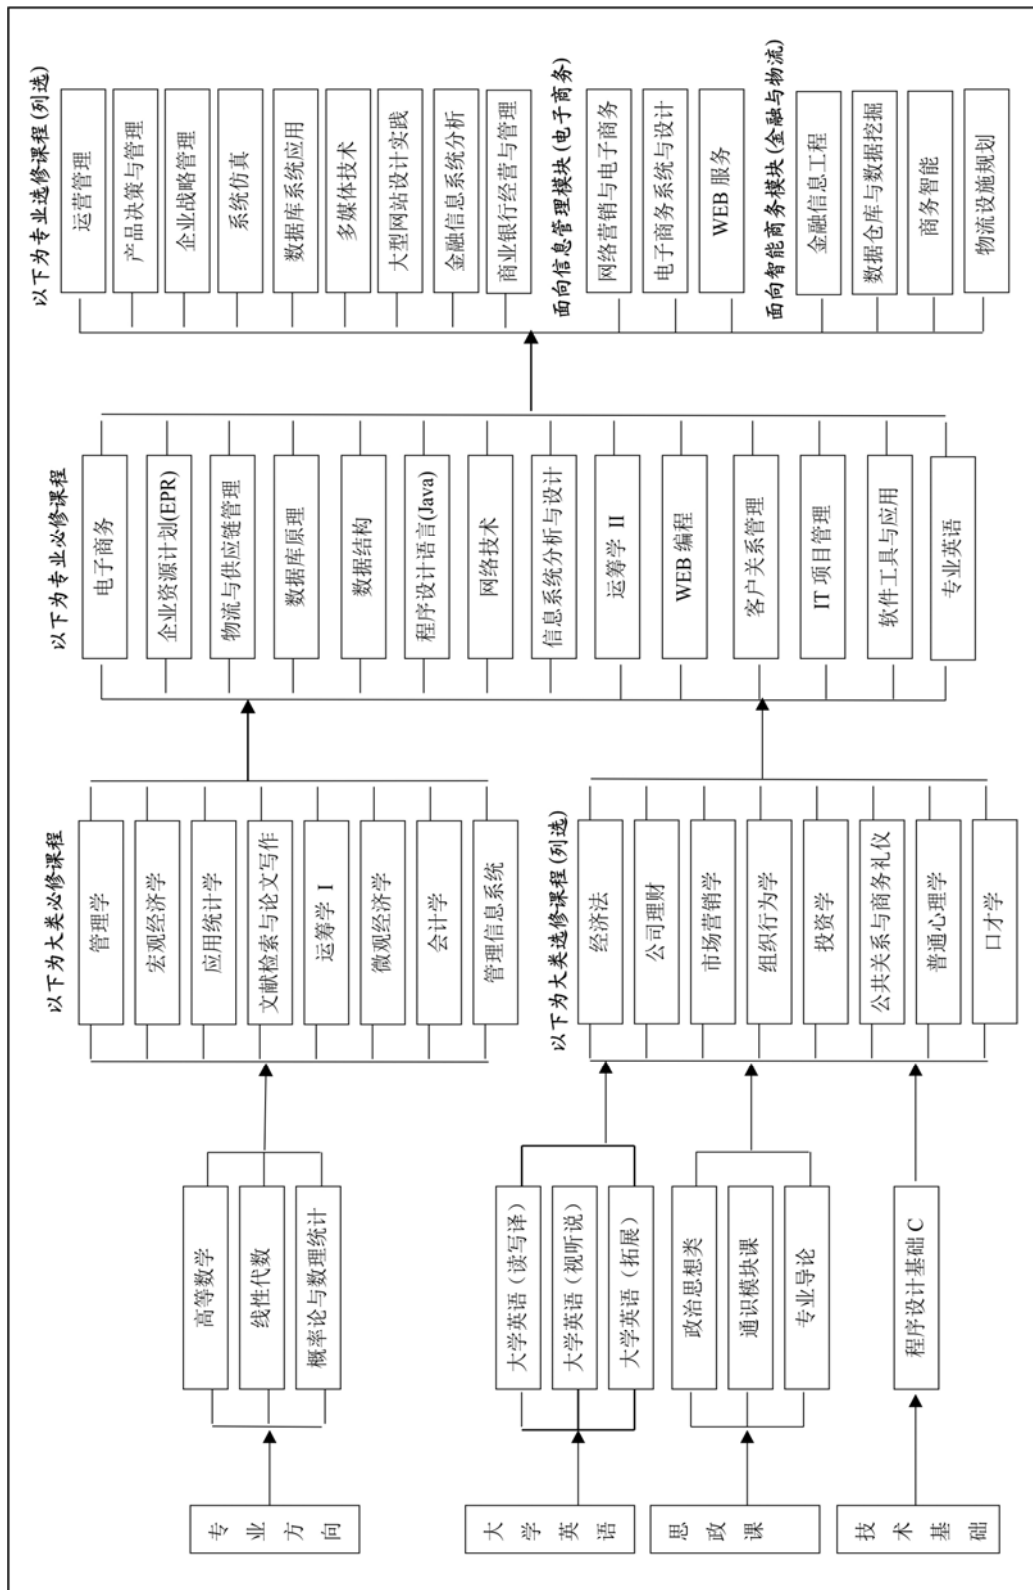 专业方向
大学英语
思政课
技术基础
高等数学
线性代数
概率论与数理统计
大学英语（读写译）
大学英语（视听说）
大学英语（拓展）
政治思想类
通识模块课
专业导论
程序设计基础 C
以下为大类必修课程
管理学
宏观经济学
应用统计学
文献检索与论文写作
运筹学 I
微观经济学
会计学
管理信息系统
以下为大类选修课程(列选)
经济法
公司理财
市场营销学
组织行为学
投资学
公共关系与商务礼仪
普通心理学
口才学
以下为专业必修课程
电子商务
企业资源计划(EPR)
物流与供应链管理
数据库原理
数据结构
程序设计语言(Java)
网络技术
信息系统分析与设计
运筹学 II
WEB 编程
客户关系管理
IT 项目管理
软件工具与应用
专业英语
以下为专业选修课程(列选)
运营管理
产品决策与管理
企业战略管理
系统仿真
数据库系统应用
多媒体技术
大型网站设计实践
金融信息系统分析
商业银行经营与管理
面向信息管理模块(电子商务)
网络营销与电子商务
电子商务系统与设计
WEB 服务
面向智能商务模块(金融与物流)
金融信息工程
数据仓库与数据挖掘
商务智能
物流设施规划